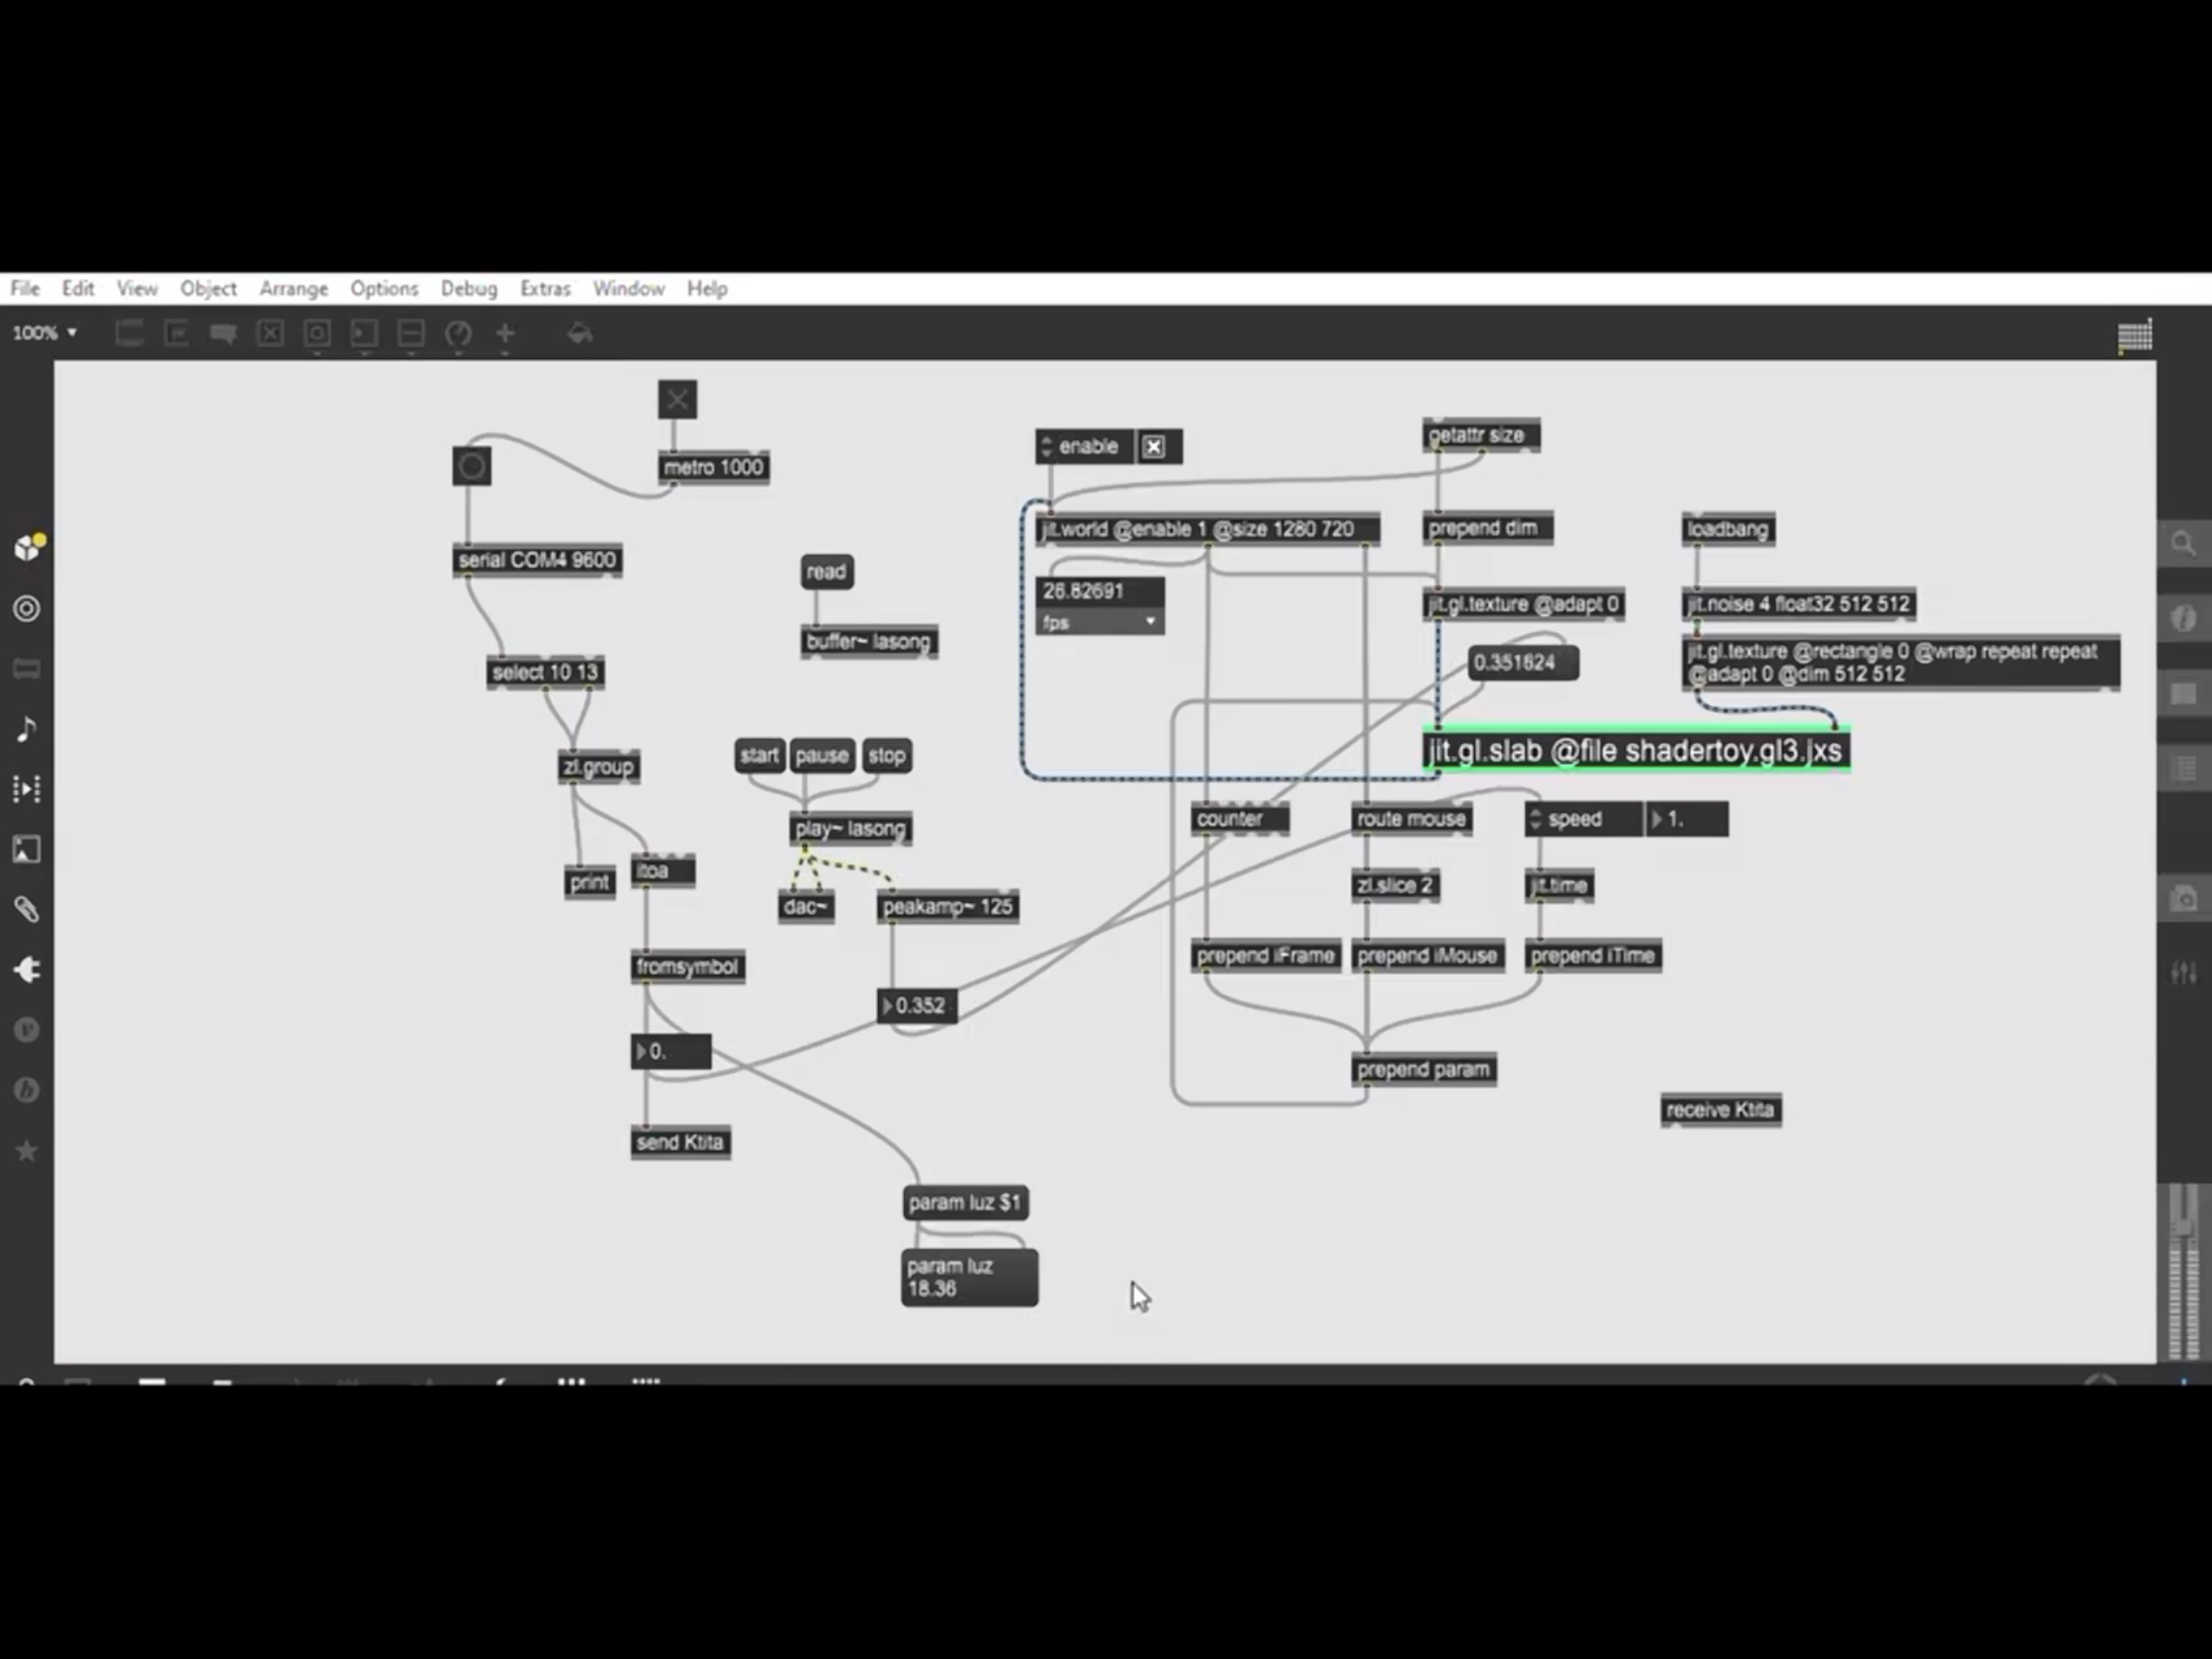 File Edit View Object Arrange Options Debug Extras Window Help
100%
metro 1000
enable
getattr size
serial COM4 9600
jit.world @enable 1 @size 1280 720
prepend dim
loadbang
read
26.82691
fps
jit.gl.texture @adapt 0
jit.noise 4 float32 512 512
buffer~ lasong
select 10 13
0.351624
jit.gl.texture @rectangle 0 @wrap repeat repeat
@adapt 0 @dim 512 512
zl.group
start
pause
stop
jit.gl.slab @file shadertoy.gl3.jxs
play~ lasong
counter
route mouse
speed
1.
print
itoa
dac~
peakamp~ 125
zl.slice 2
jit.time
fromsymbol
prepend iFrame
prepend iMouse
prepend iTime
0.352
0.
prepend param
send Ktita
receive Ktita
param luz $1
param luz
18.36